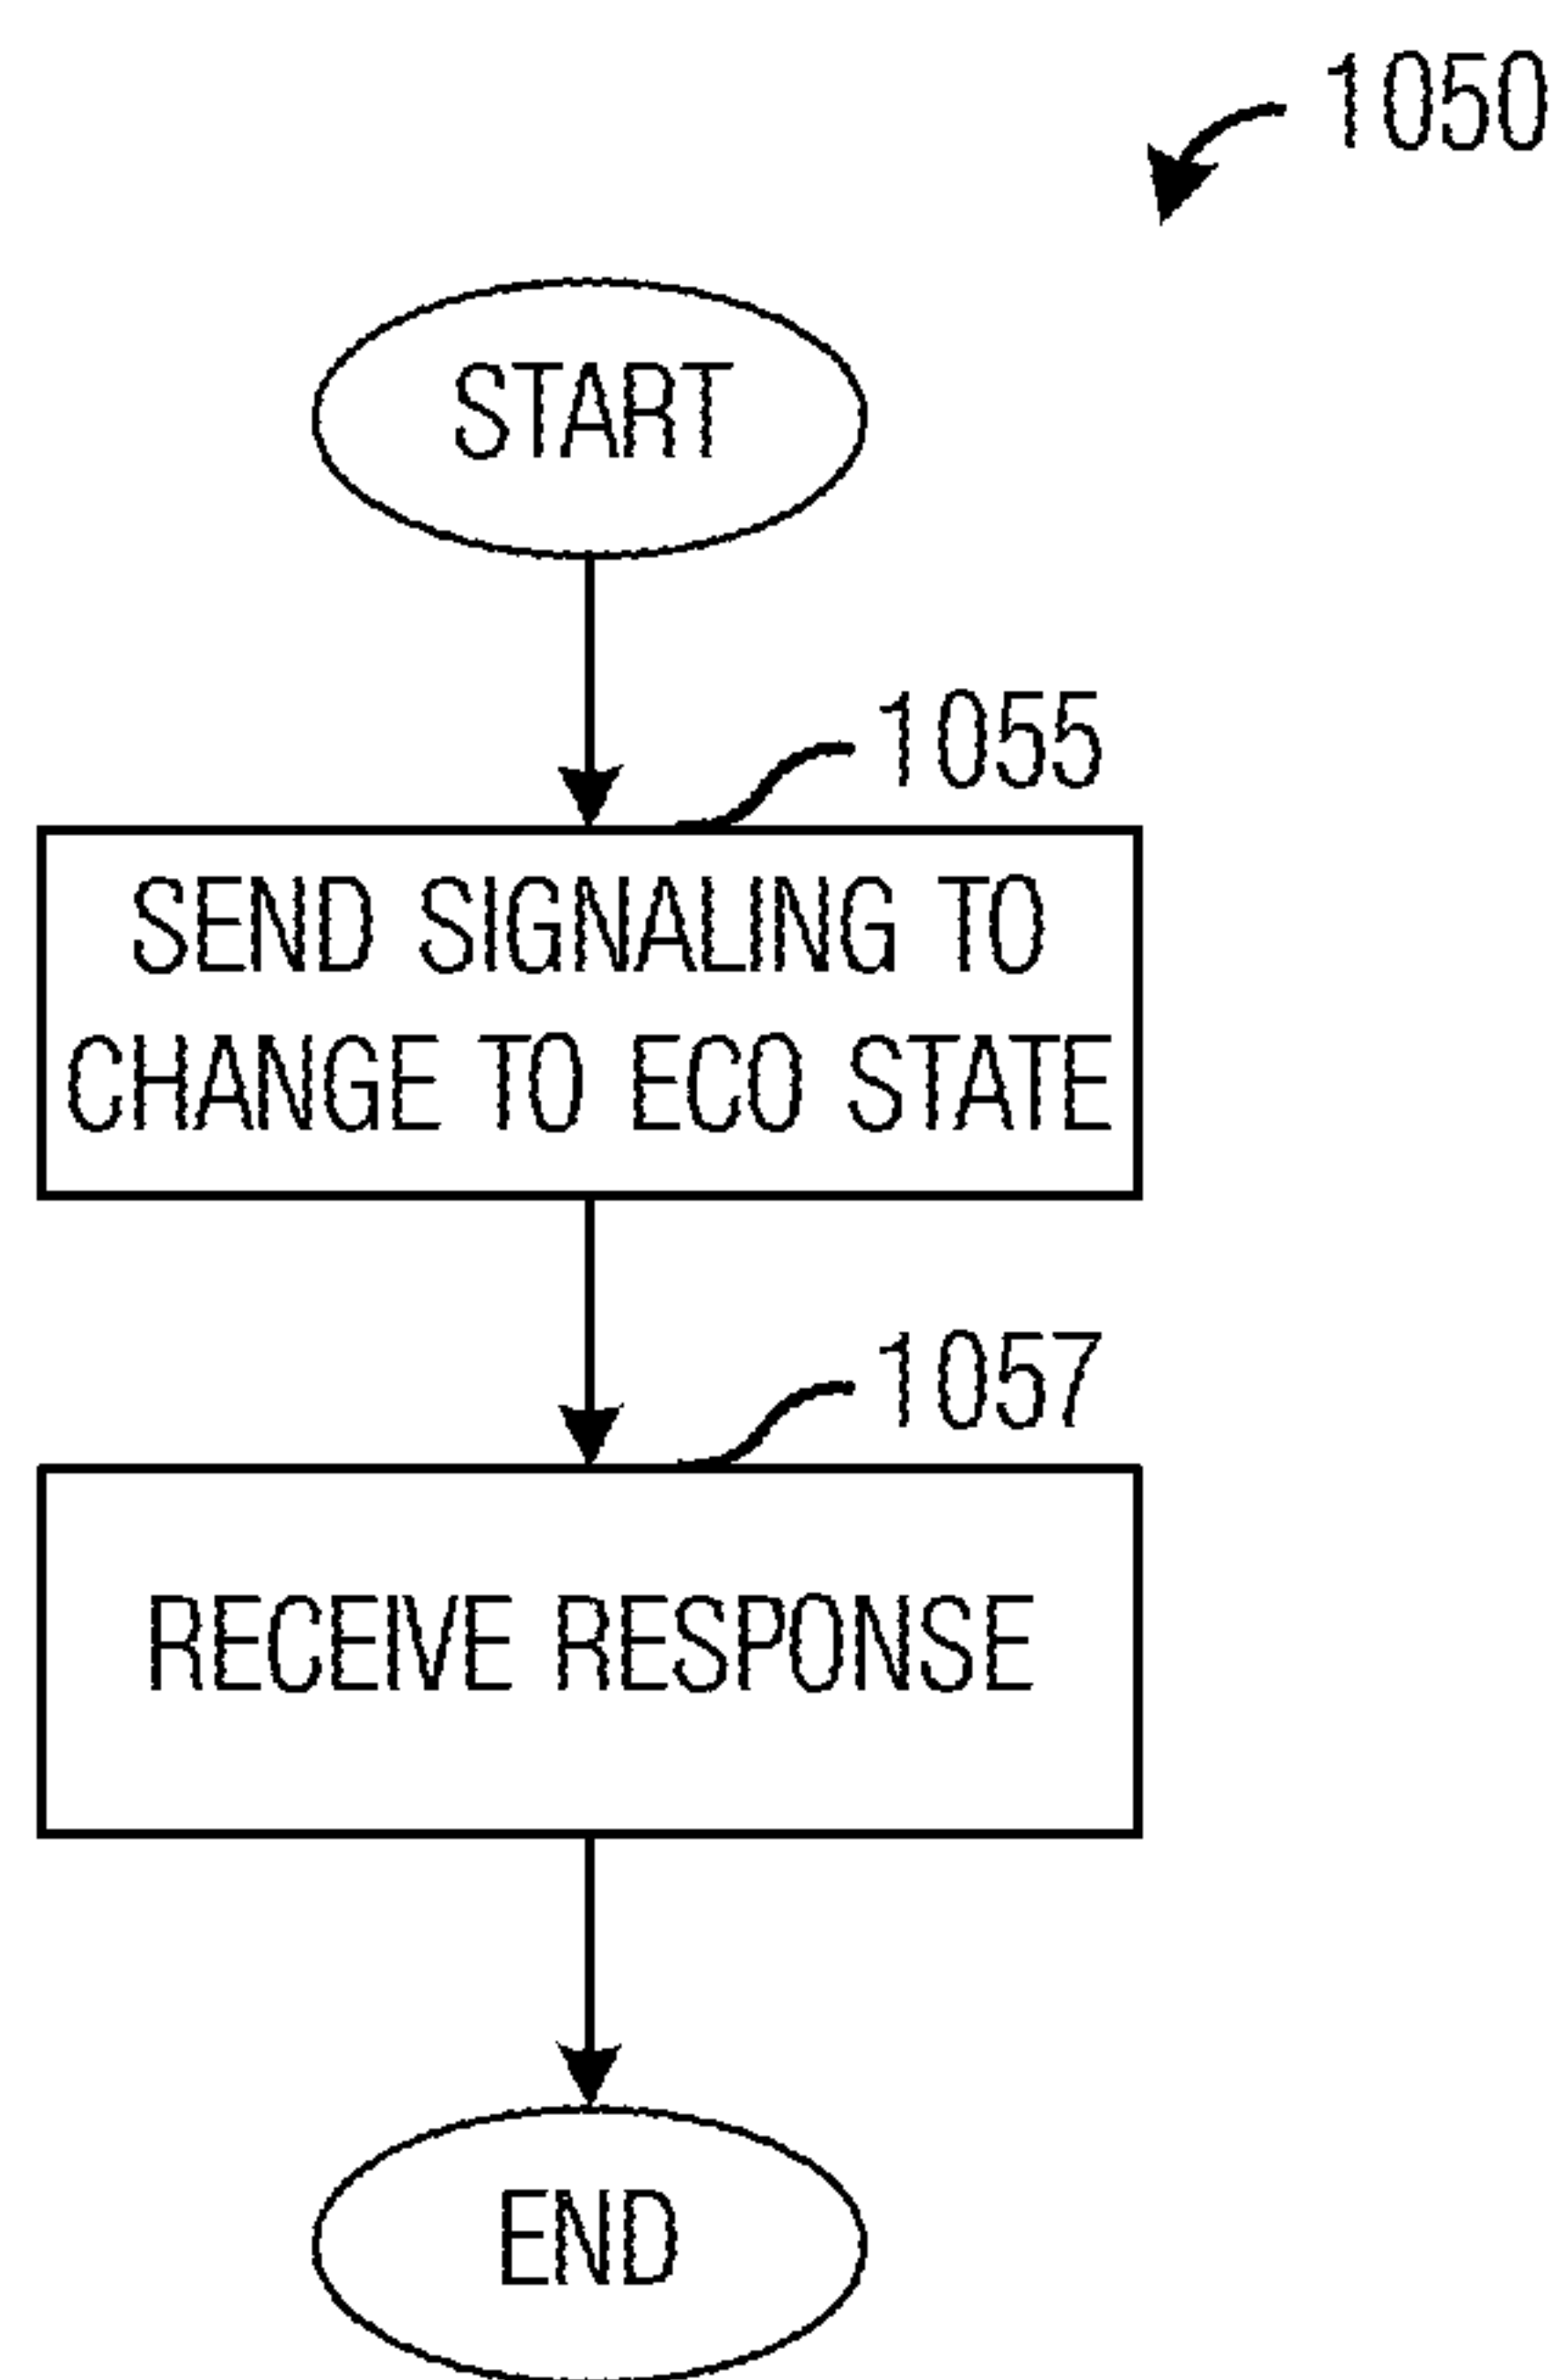 1050
START
1055
SEND SIGNALING TO
CHANGE TO ECO STATE
1057
RECEIVE RESPONSE
END